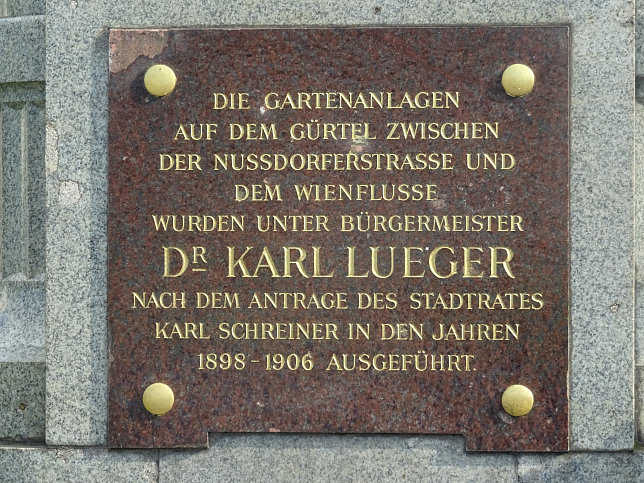 DIE GARTENANLAGEN
AUF DEM GÜRTEL ZWISCHEN
DER NUSSDORFERSTRASSE UND
DEM WIENFLUSSE
WURDEN UNTER BÜRGERMEISTER
DR KARL LUEGER
NACH DEM ANTRAGE DES STADTRATES
KARL SCHREINER IN DEN JAHREN
1898-1906 AUSGEFÜHRT.